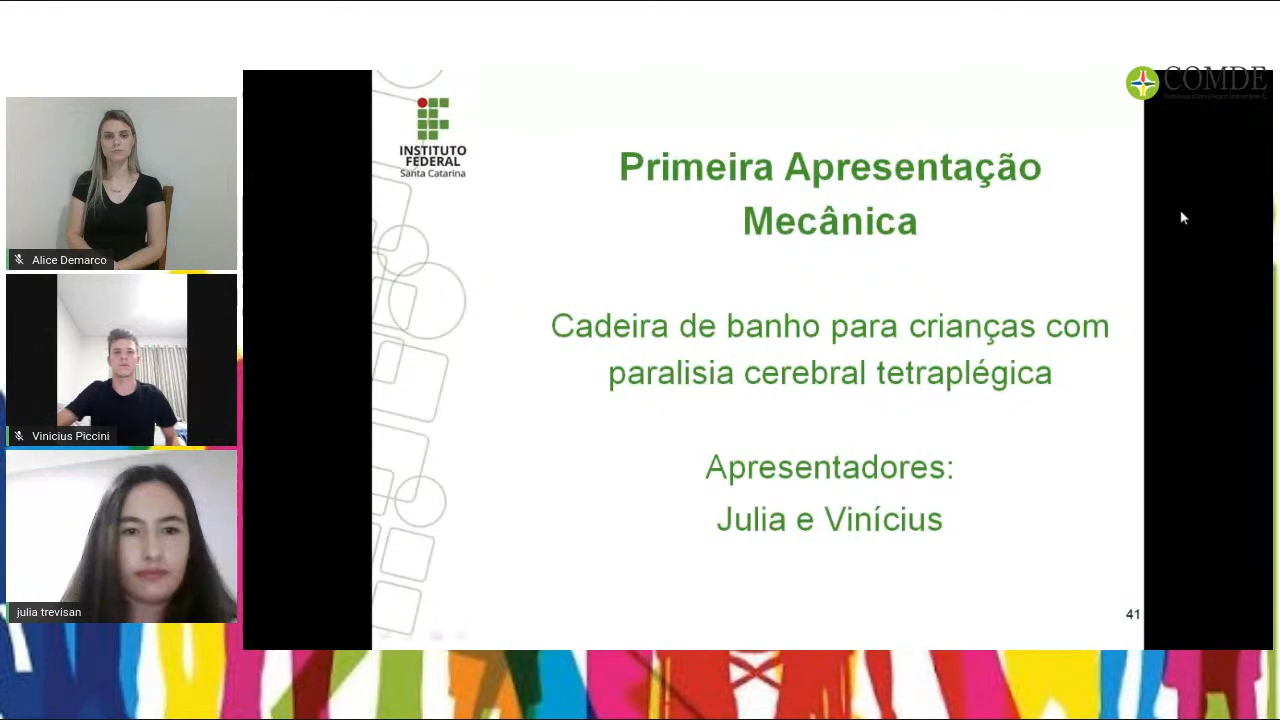 COMDE
INSTITUTO
FEDERAL
Santa Catarina
Primeira Apresentação
Mecânica
Cadeira de banho para crianças com
paralisia cerebral tetraplégica
Apresentadores:
Julia e Vinícius
41
Alice Demarco
Vinicius Piccini
julia trevisan